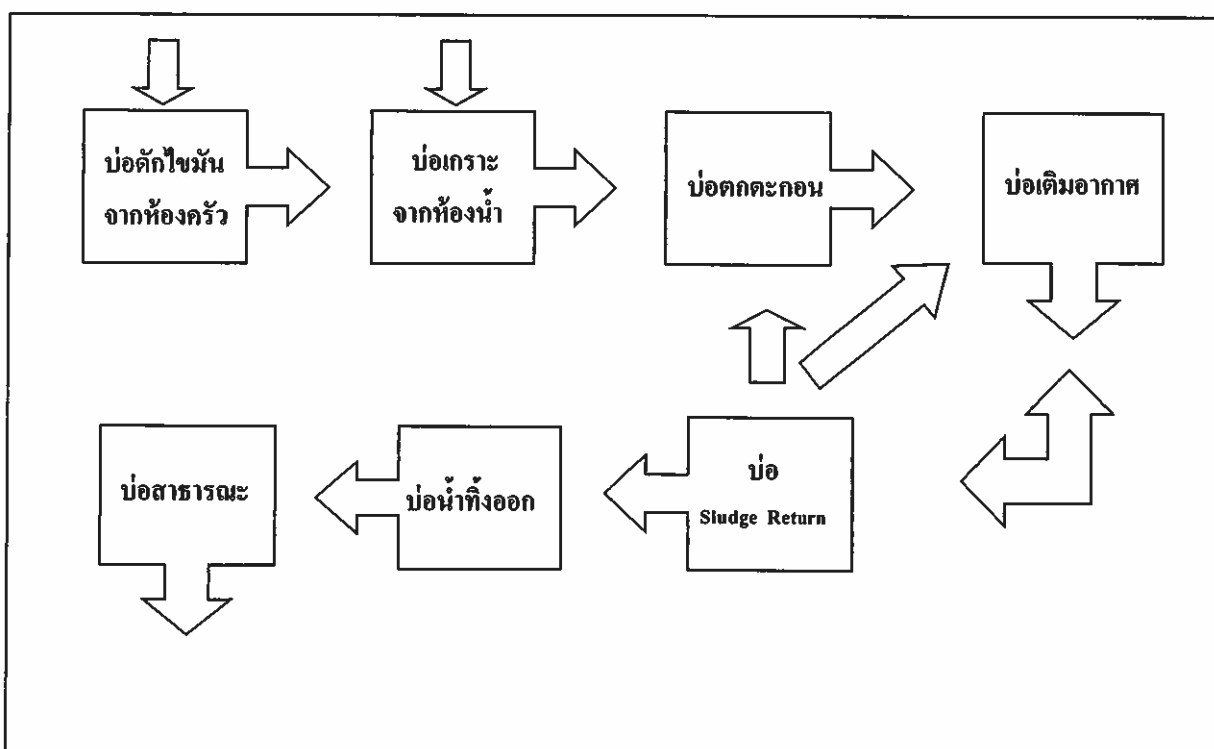 บ่อดักไขมัน
จากห้องครัว
บ่อเกราะ
จากห้องน้ำ
บ่อตกตะกอน
บ่อเติมอากาศ
บ่อสาธารณะ
บ่อน้ำทิ้งออก
บ่อ
Sludge Return